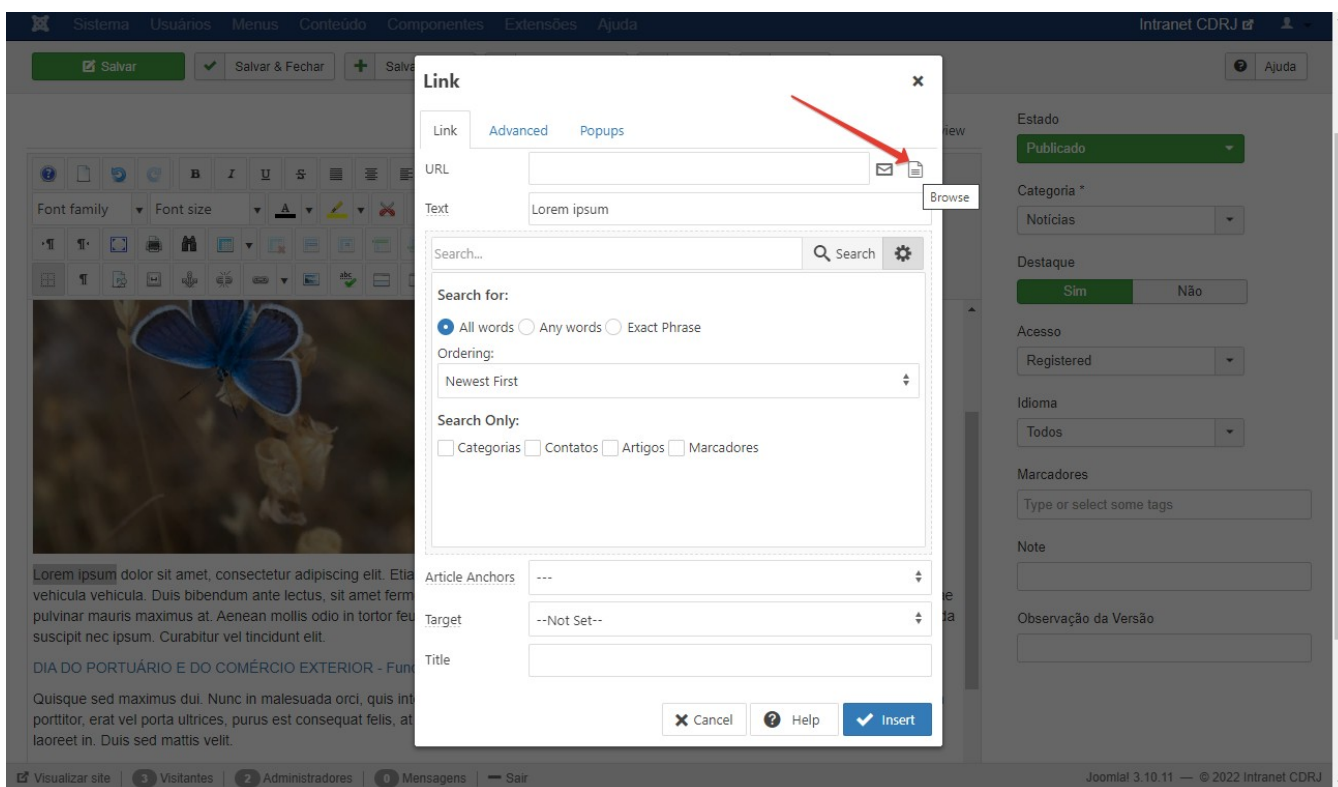 Sistema Usuários Menus Conteúdo Componentes Extensões Ajuda Intranet CDRJ
Salvar Salvar & Fechar Ajuda
Link
Link Advanced Popups
URL
Browse
Text Lorem ipsum
Search... Search
Search for:
All words Any words Exact Phrase
Ordering:
Newest First
Search Only:
Categorias Contatos Artigos Marcadores
Article Anchors ---
Target --Not Set--
Title
Cancel Help Insert
Font family Font size
Lorem ipsum dolor sit amet, consectetur adipiscing elit.
vehicula vehicula. Duis bibendum ante lectus, sit amet
pulvinar mauris maximus at. Aenean mollis odio in tortor
suscipit nec ipsum. Curabitur vel tincidunt elit.
DIA DO PORTUÁRIO E DO COMÉRCIO EXTERIOR -
Quisque sed maximus dui. Nunc in malesuada orci, quis
porttitor, erat vel porta ultrices, purus est consequat felis, at
laoreet in. Duis sed mattis velit.
Estado
Publicado
Categoria *
Notícias
Destaque
Sim Não
Acesso
Registered
Idioma
Todos
Marcadores
Type or select some tags
Note
Observação da Versão
Visualizar site 3 Visitantes 2 Administradores 0 Mensagens Sair Joomla! 3.10.11 — © 2022 Intranet CDRJ